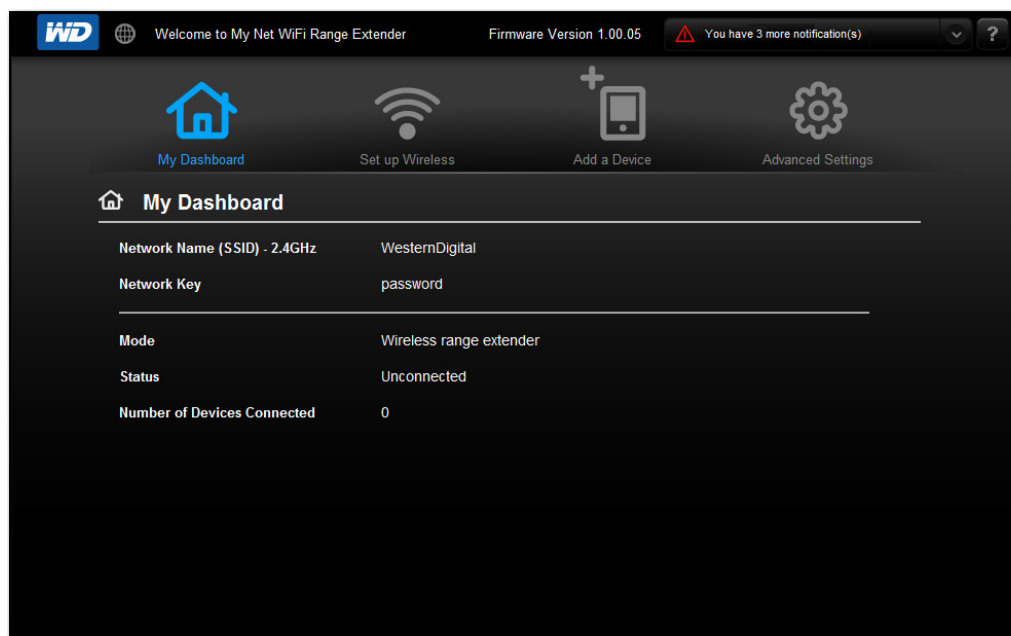 WD Welcome to My Net WiFi Range Extender Firmware Version 1.00.05 You have 3 more notification(s) ?
My Dashboard Set up Wireless Add a Device Advanced Settings
My Dashboard
Network Name (SSID) - 2.4GHz WesternDigital
Network Key password
Mode Wireless range extender
Status Unconnected
Number of Devices Connected 0